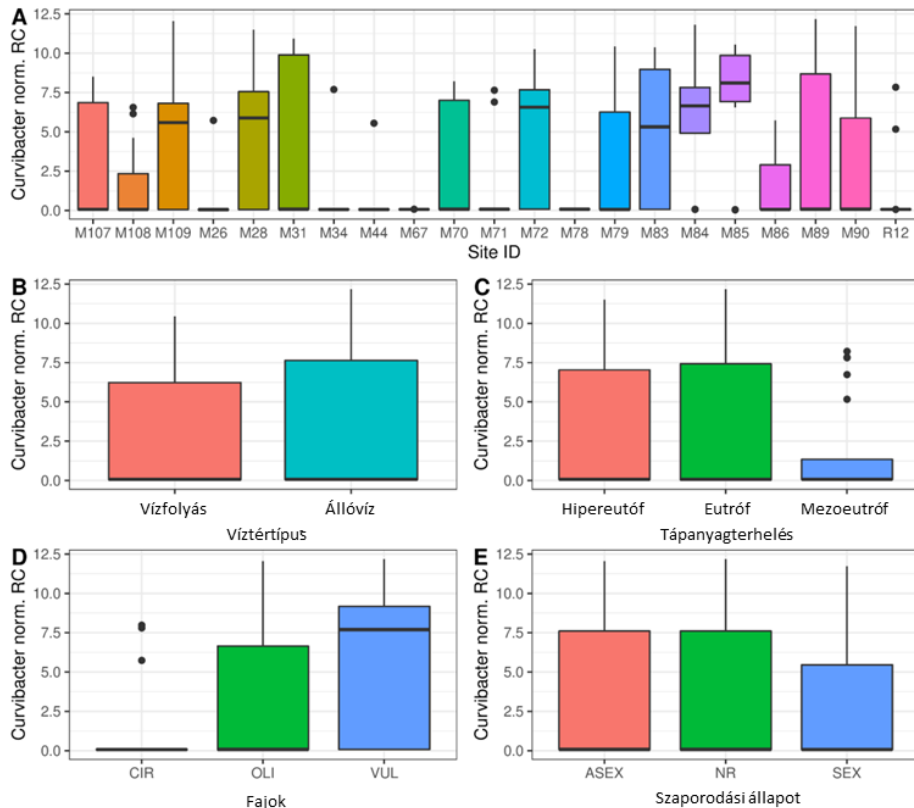 A
Curvibacter norm. RC
12.5
10.0
7.5
5.0
2.5
0.0
M107 M108 M109 M26 M28 M31 M34 M44 M67 M70 M71 M72 M78 M79 M83 M84 M85 M86 M89 M90 R12
Site ID
B
Curvibacter norm. RC
12.5
10.0
7.5
5.0
2.5
0.0
Vízfolyás Állóvíz
Víztértípus
C
Curvibacter norm. RC
12.5
10.0
7.5
5.0
2.5
0.0
Hipereutóf Eutróf Mezoeutróf
Tápanyagterhelés
D
Curvibacter norm. RC
12.5
10.0
7.5
5.0
2.5
0.0
CIR OLI VUL
Fajok
E
Curvibacter norm. RC
12.5
10.0
7.5
5.0
2.5
0.0
ASEX NR SEX
Szaporodási állapot